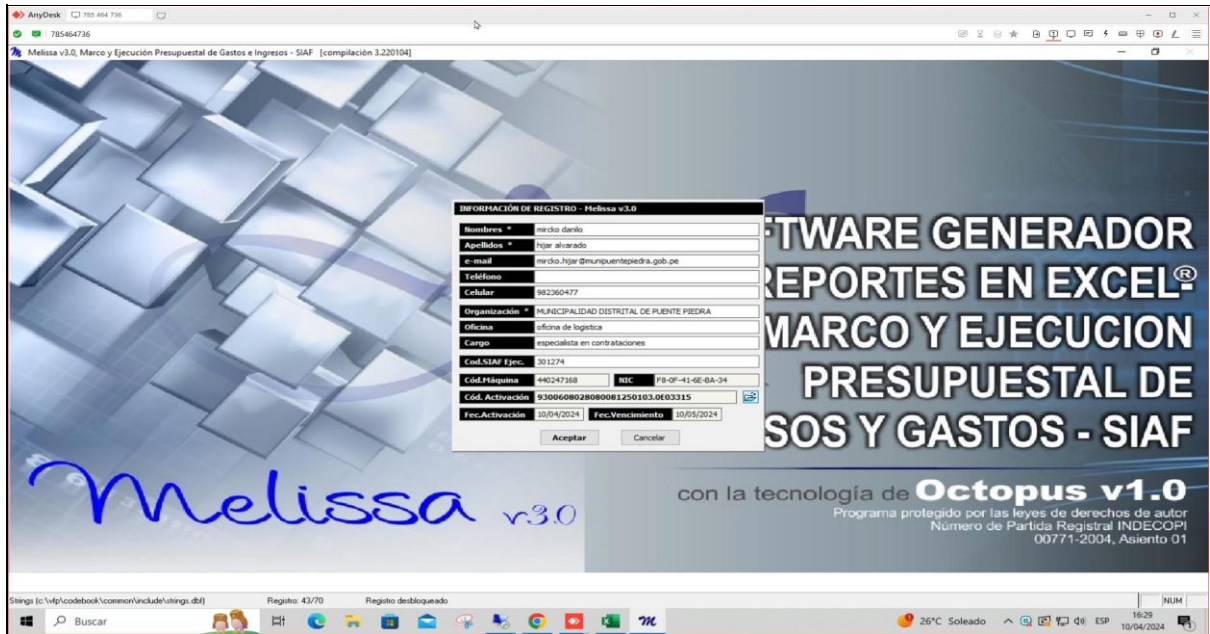 AnyDesk 785 464 736
785464736
Melissa v3.0, Marco y Ejecución Presupuestal de Gastos e Ingresos - SIAF [compilación 3.220104]
INFORMACIÓN DE REGISTRO - Melissa v3.0
Nombres * mircko danilo
Apellidos * hijar alvarado
e-mail mircko.hijar@munipuentepiedra.gob.pe
Teléfono
Celular 982360477
Organización * MUNICIPALIDAD DISTRITAL DE PUENTE PIEDRA
Oficina oficina de logistica
Cargo especialista en contrataciones
Cod.SIAF Ejec. 301274
Cód.Máquina 440247168 NIC F8-0F-41-6E-BA-34
Cód. Activación 9300608028080081250103.0E03315
Fec.Activación 10/04/2024 Fec.Vencimiento 10/05/2024
Aceptar Cancelar
FTWARE GENERADOR
REPORTES EN EXCEL®
MARCO Y EJECUCION
PRESUPUESTAL DE
SOS Y GASTOS - SIAF
Melissa v3.0
con la tecnología de Octopus v1.0
Programa protegido por las leyes de derechos de autor
Número de Partida Registral INDECOPI
00771-2004, Asiento 01
Strings (c:\vfp\codebook\common\include\strings.dbf) Registro: 43/70 Registro desbloqueado NUM
Buscar 26°C Soleado ESP 16:29
10/04/2024